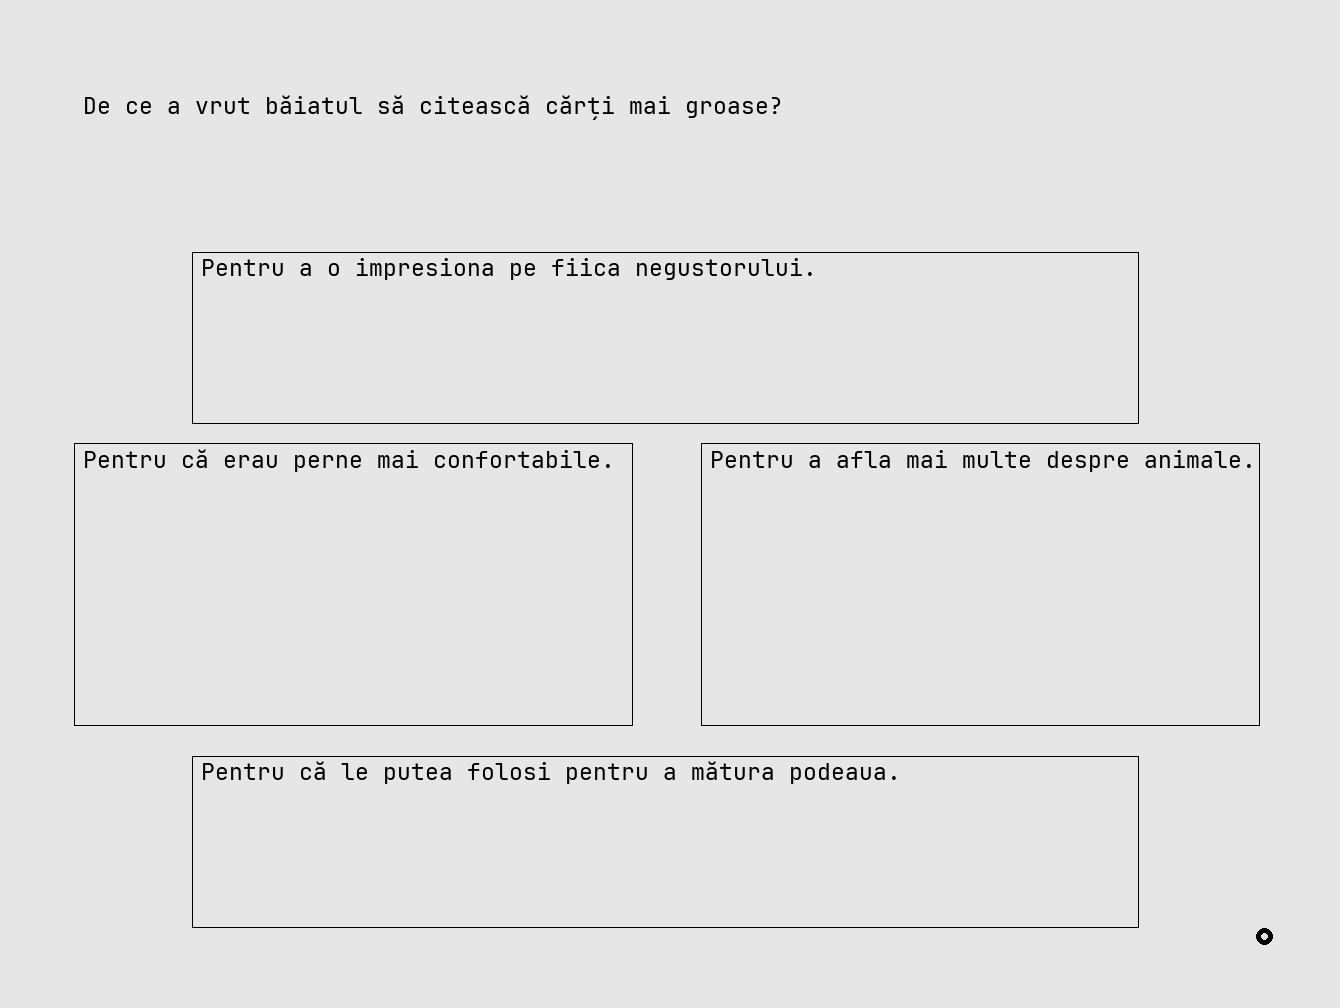 De ce a vrut băiatul să citească cărți mai groase?
Pentru a o impresiona pe fiica negustorului.
Pentru că erau perne mai confortabile.
Pentru a afla mai multe despre animale.
Pentru că le putea folosi pentru a mătura podeaua.